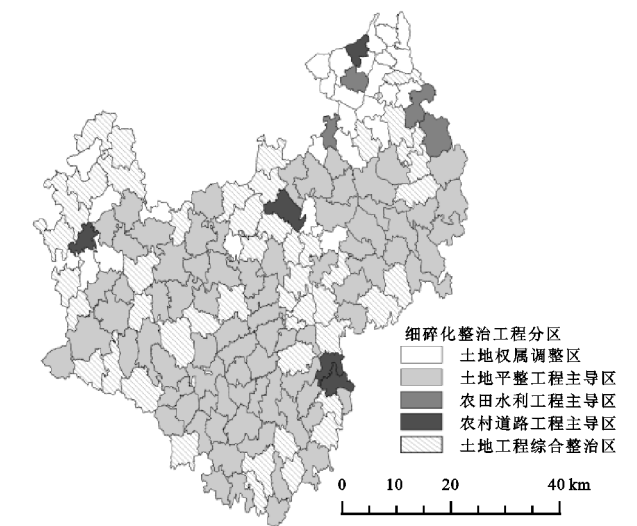 细碎化整治工程分区
土地权属调整区
土地平整工程主导区
农田水利工程主导区
农村道路工程主导区
土地工程综合整治区
0 10 20 40 km